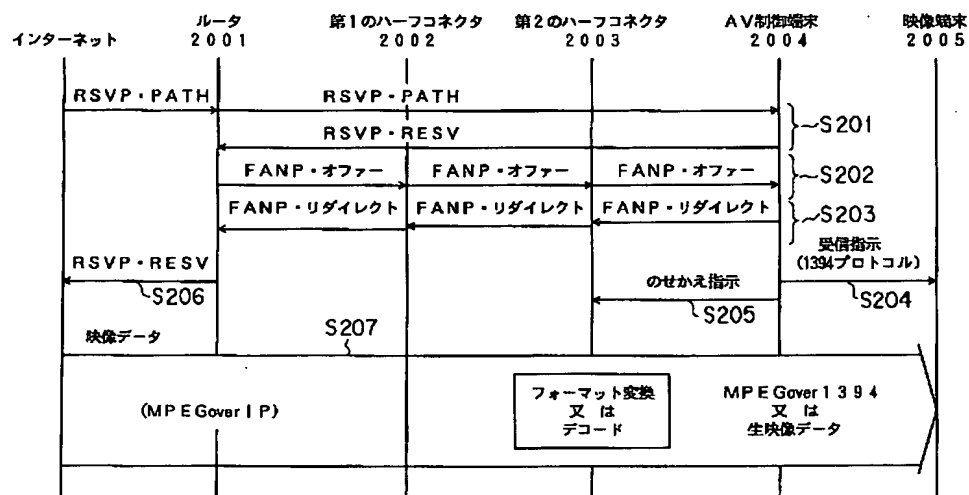 インターネット
ルータ
2001
第1のハーフコネクタ
2002
第2のハーフコネクタ
2003
AV制御端末
2004
映像端末
2005
RSVP・PATH
RSVP・PATH
RSVP・RESV
S201
FANP・オファー
FANP・オファー
FANP・オファー
S202
FANP・リダイレクト
FANP・リダイレクト
FANP・リダイレクト
S203
受信指示
(1394プロトコル)
RSVP・RESV
S206
のせかえ指示
S205
S204
映像データ
S207
(MPEGoverIP)
フォーマット変換
又は
デコード
MPEGover1394
又は
生映像データ